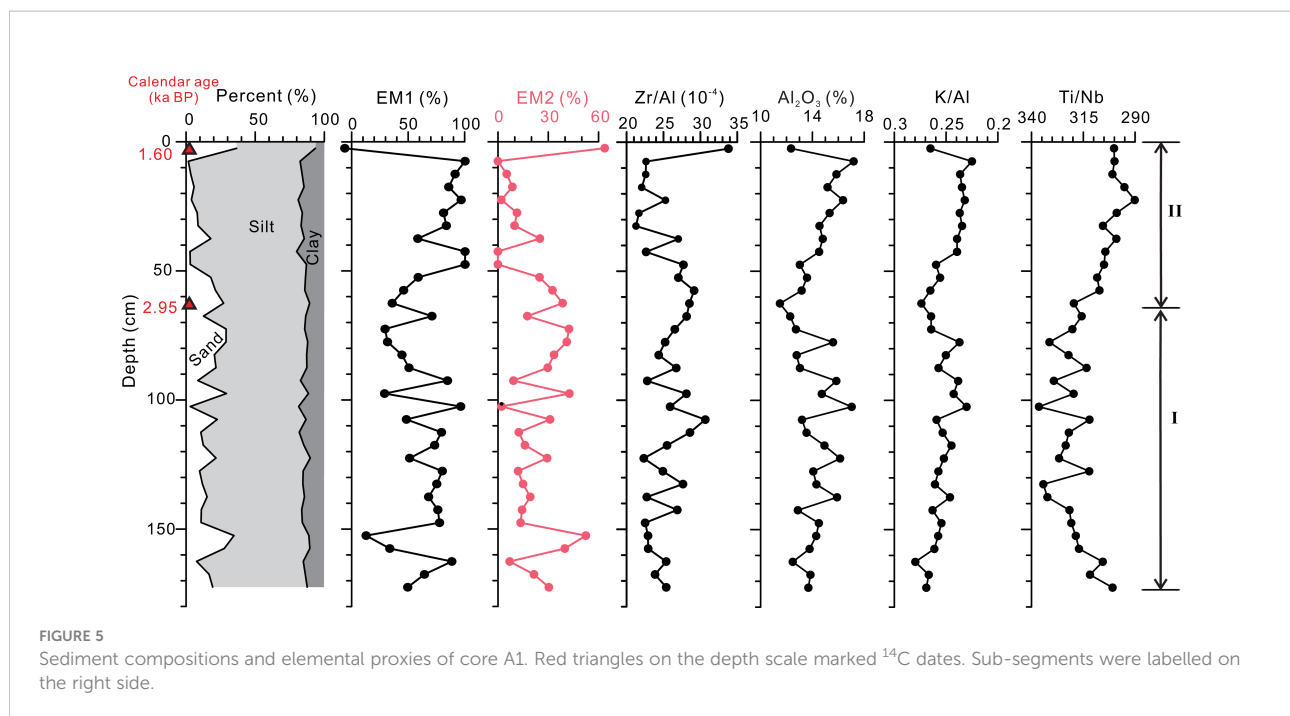 Calendar age
(ka BP)
Percent (%)
EM1 (%)
EM2 (%)
Zr/Al (10⁻⁴)
Al₂O₃ (%)
K/Al
Ti/Nb
0 50 100
0 50 100
0 30 60
20 25 30 35
10 14 18
0.3 0.25 0.2
340 315 290
0
1.60
50
2.95
100
150
Depth (cm)
Sand
Silt
Clay
II
I
FIGURE 5
Sediment compositions and elemental proxies of core A1. Red triangles on the depth scale marked ¹⁴C dates. Sub-segments were labelled on
the right side.